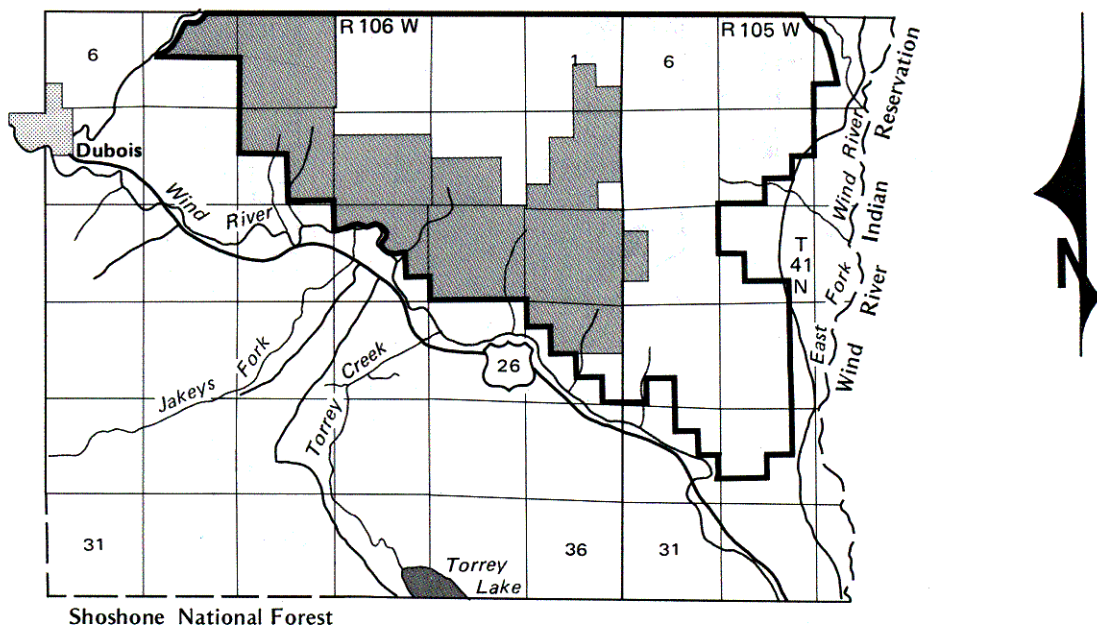 R 106 W
R 105 W
6
1
6
Dubois
Wind River
T
41
N
East Fork Wind River
Wind River Indian Reservation
N
Jakeys Fork
Torrey Creek
26
31
36
31
Torrey
Lake
Shoshone National Forest